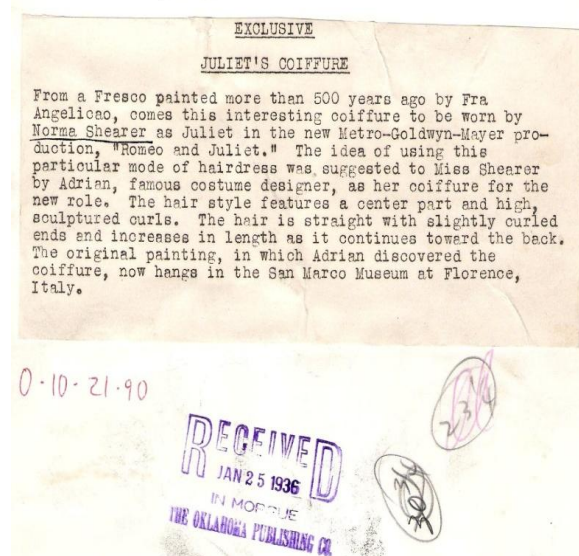 EXCLUSIVE
JULIET'S COIFFURE
From a Fresco painted more than 500 years ago by Fra
Angelicao, comes this interesting coiffure to be worn by
Norma Shearer as Juliet in the new Metro-Goldwyn-Mayer pro-
duction, "Romeo and Juliet." The idea of using this
particular mode of hairdress was suggested to Miss Shearer
by Adrian, famous costume designer, as her coiffure for the
new role. The hair style features a center part and high,
sculptured curls. The hair is straight with slightly curled
ends and increases in length as it continues toward the back.
The original painting, in which Adrian discovered the
coiffure, now hangs in the San Marco Museum at Florence,
Italy.
0-10-21-90
RECEIVED
JAN 25 1936
IN MORGUE
THE OKLAHOMA PUBLISHING CO.